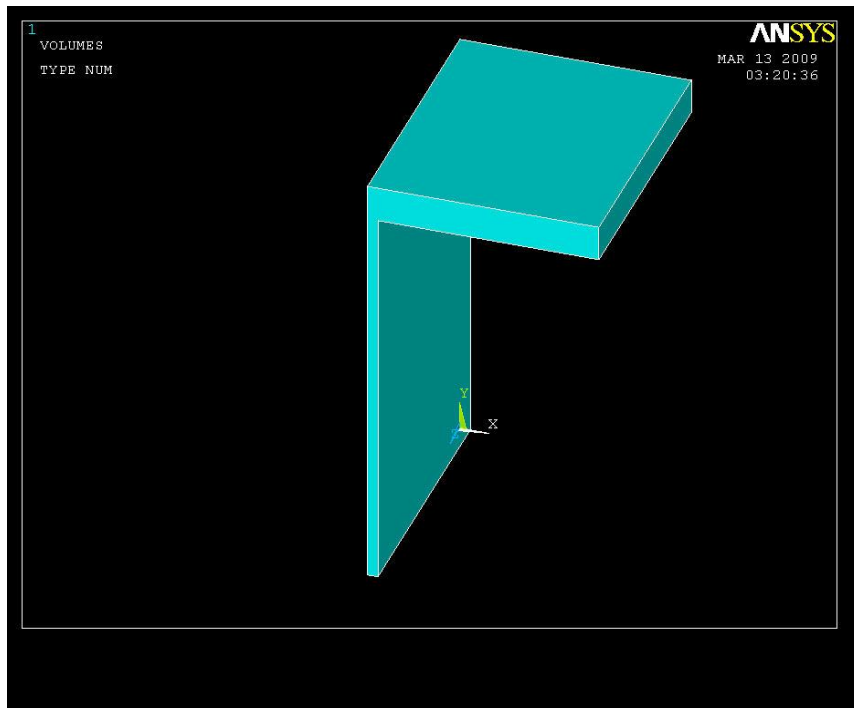 1
VOLUMES
TYPE NUM
ANSYS
MAR 13 2009
03:20:36
Y
X
Z